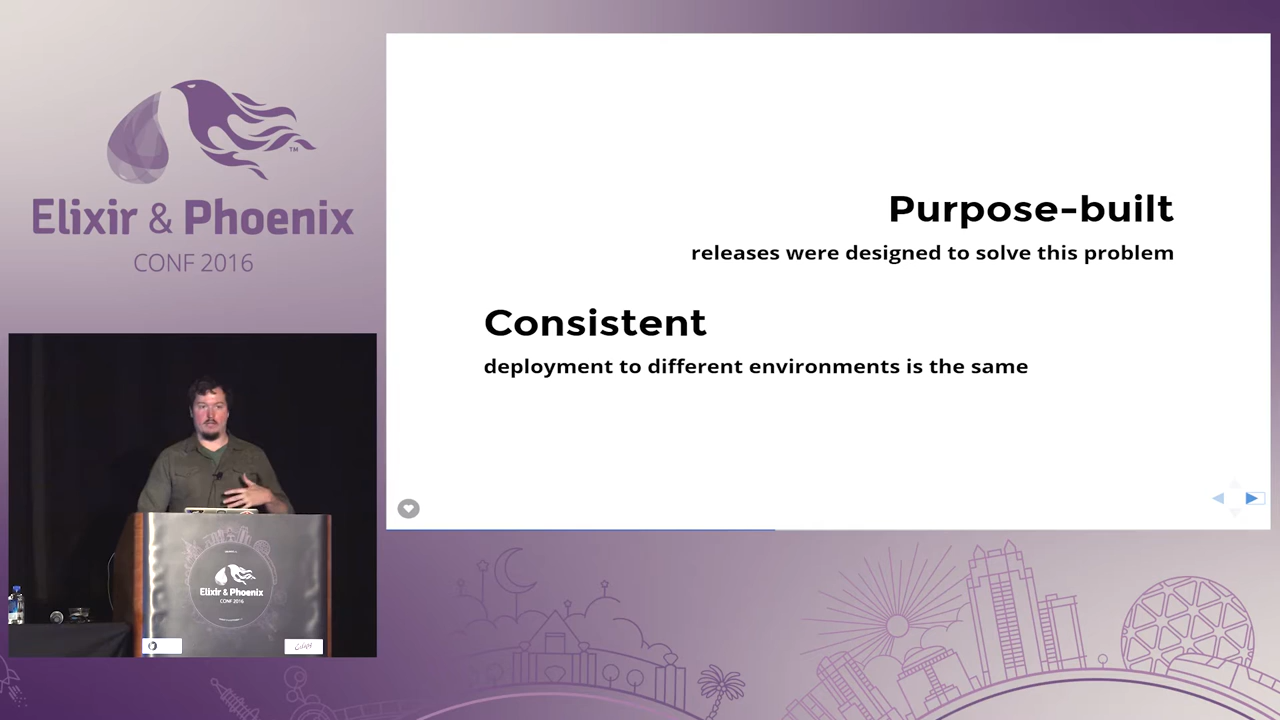 TM
Elixir & Phoenix
CONF 2016
Purpose-built
releases were designed to solve this problem
Consistent
deployment to different environments is the same
Elixir & Phoenix
CONF 2016